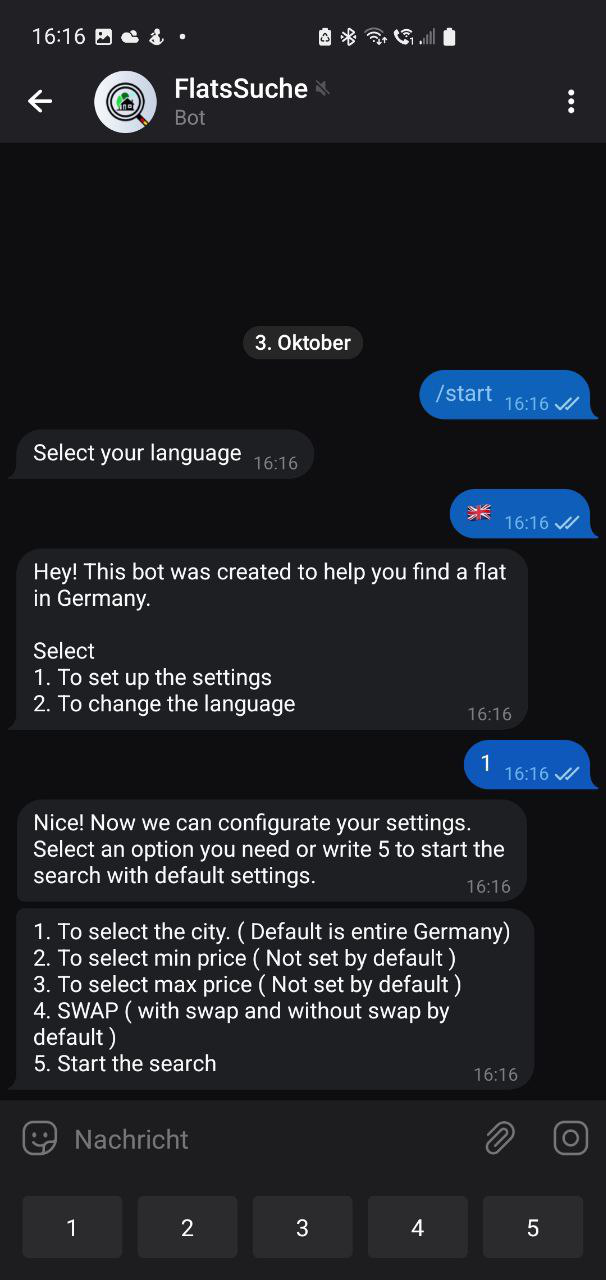 16:16
FlatsSuche
Bot
3. Oktober
/start 16:16
Select your language 16:16
16:16
Hey! This bot was created to help you find a flat
in Germany.
Select
1. To set up the settings
2. To change the language
16:16
1 16:16
Nice! Now we can configurate your settings.
Select an option you need or write 5 to start the
search with default settings.
16:16
1. To select the city. ( Default is entire Germany)
2. To select min price ( Not set by default )
3. To select max price ( Not set by default )
4. SWAP ( with swap and without swap by
default )
5. Start the search
16:16
Nachricht
1 2 3 4 5